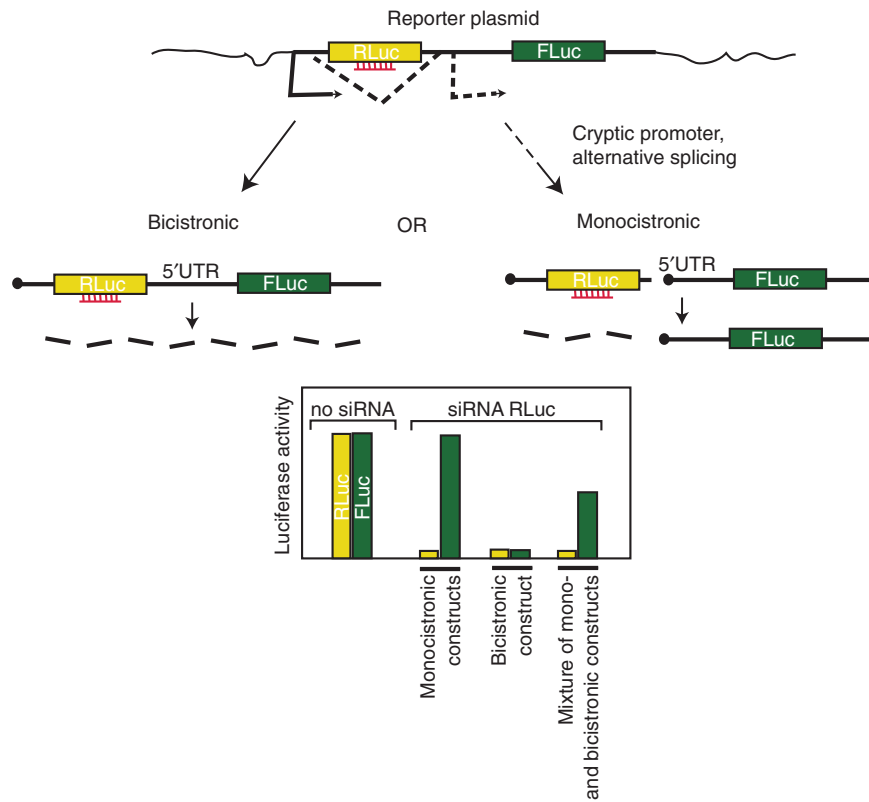 Reporter plasmid
RLuc
FLuc
Cryptic promoter,
alternative splicing
Bicistronic
OR
Monocistronic
RLuc
5′UTR
FLuc
RLuc
5′UTR
FLuc
FLuc
Luciferase activity
no siRNA
siRNA RLuc
RLuc
FLuc
Monocistronic
constructs
Bicistronic
construct
Mixture of mono-
and bicistronic constructs